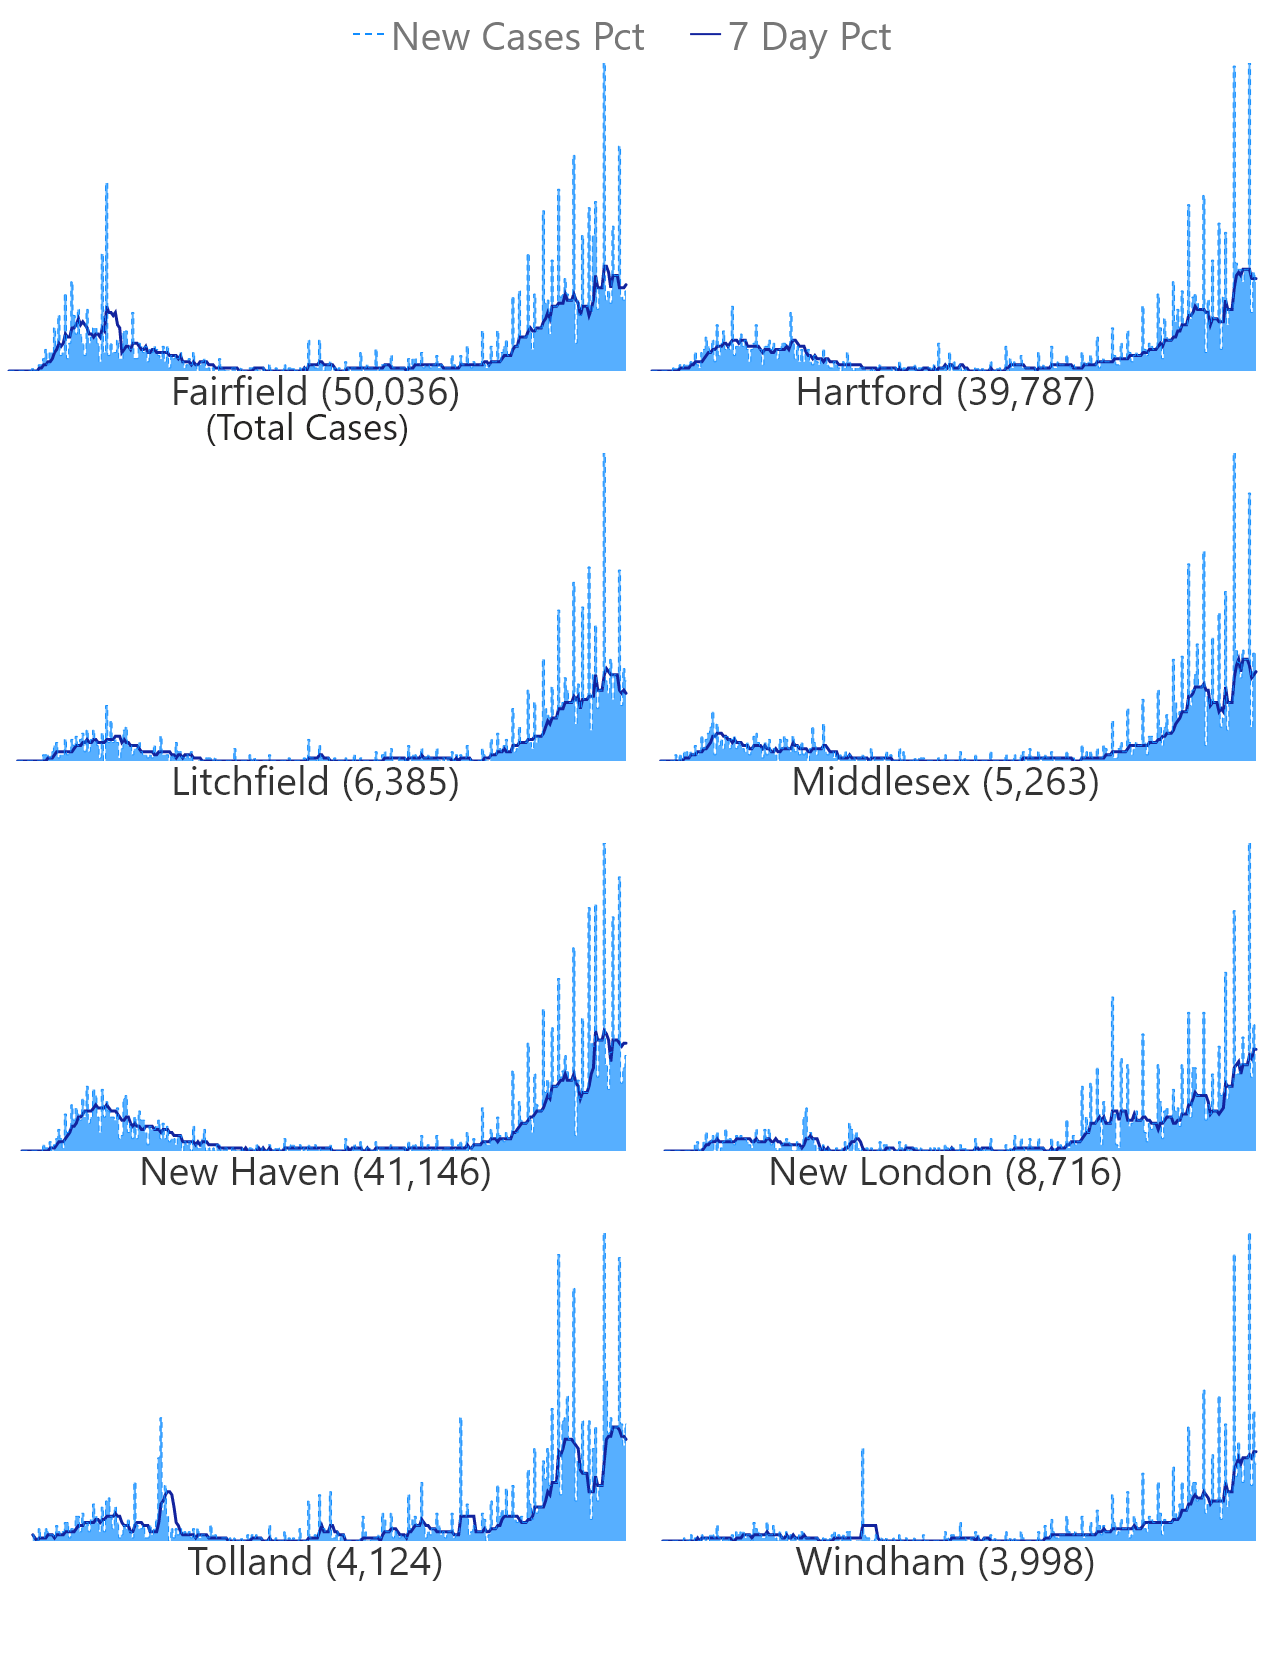 New Cases Pct 7 Day Pct
Fairfield (50,036) Hartford (39,787)
(Total Cases)
Litchfield (6,385) Middlesex (5,263)
New Haven (41,146) New London (8,716)
Tolland (4,124) Windham (3,998)